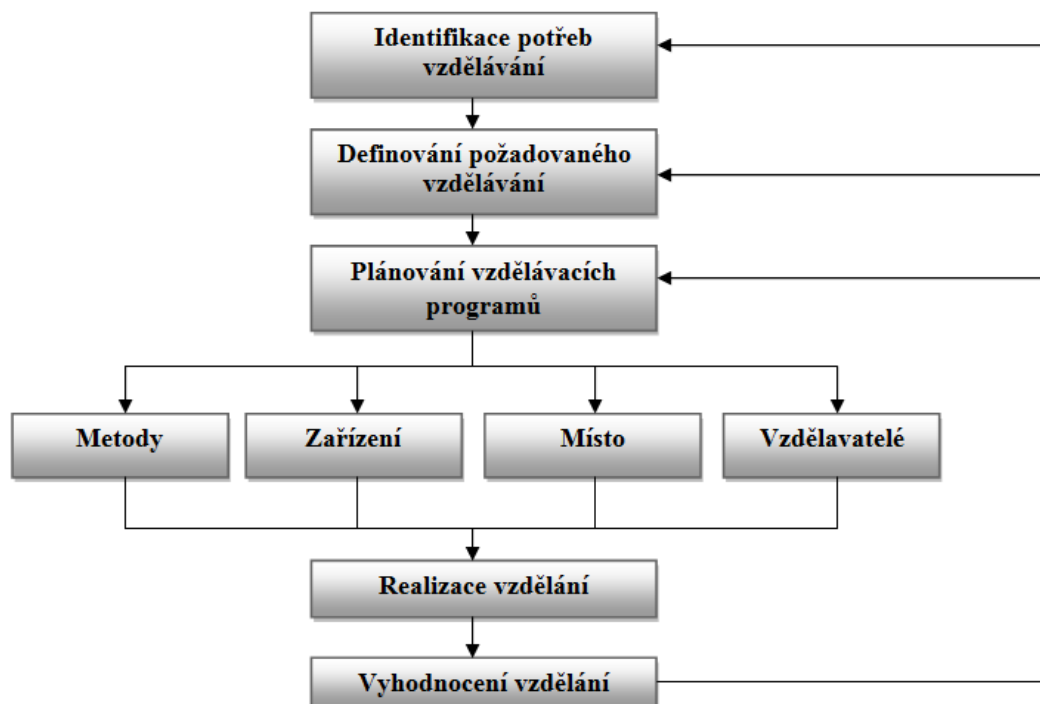 Identifikace potřeb
vzdělávání
Definování požadovaného
vzdělávání
Plánování vzdělávacích
programů
Metody
Zařízení
Místo
Vzdělavatelé
Realizace vzdělání
Vyhodnocení vzdělání